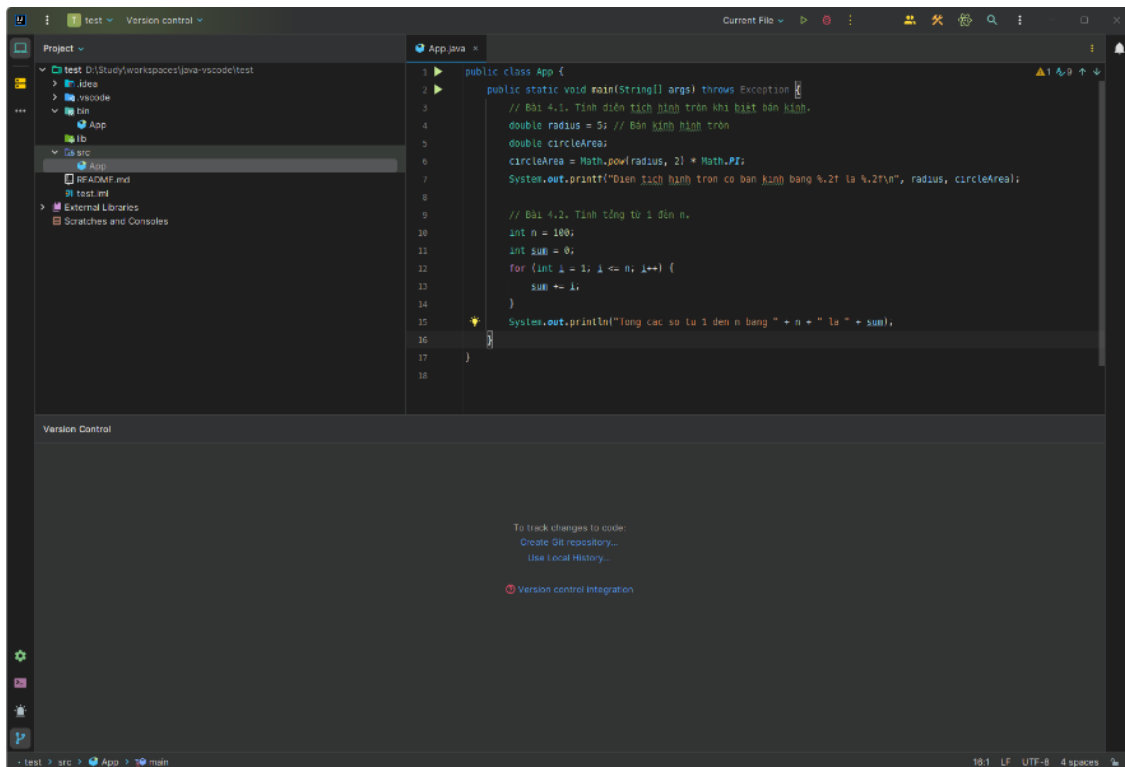 test Version control
Current File
Project
App.java
test D:\Study\workspaces\java-vscode\test
.idea
.vscode
bin
App
lib
src
App
README.md
test.iml
External Libraries
Scratches and Consoles
1 9
1 public class App {
2 public static void main(String[] args) throws Exception {
3 // Bài 4.1. Tính diện tích hình tròn khi biết bán kính.
4 double radius = 5; // Bán kính hình tròn
5 double circleArea;
6 circleArea = Math.pow(radius, 2) * Math.PI;
7 System.out.printf("Dien tich hinh tron co ban kinh bang %.2f la %.2f\n", radius, circleArea);
8
9 // Bài 4.2. Tính tổng từ 1 đến n.
10 int n = 100;
11 int sum = 0;
12 for (int i = 1; i <= n; i++) {
13 sum += i;
14 }
15 System.out.println("Tong cac so tu 1 den n bang " + n + " la " + sum);
16 }
17 }
18
Version Control
To track changes to code:
Create Git repository...
Use Local History...
Version control integration
test > src > App > main
16:1 LF UTF-8 4 spaces